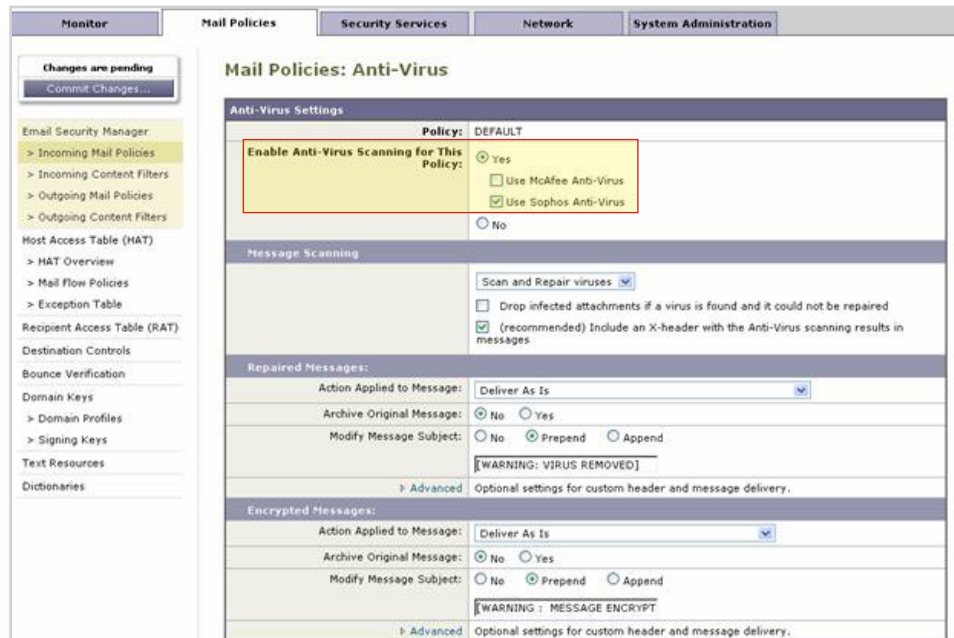 Monitor
Mail Policies
Security Services
Network
System Administration
Changes are pending
Commit Changes...
Email Security Manager
> Incoming Mail Policies
> Incoming Content Filters
> Outgoing Mail Policies
> Outgoing Content Filters
Host Access Table (HAT)
> HAT Overview
> Mail Flow Policies
> Exception Table
Recipient Access Table (RAT)
Destination Controls
Bounce Verification
Domain Keys
> Domain Profiles
> Signing Keys
Text Resources
Dictionaries
Mail Policies: Anti-Virus
Anti-Virus Settings
Policy: DEFAULT
Enable Anti-Virus Scanning for This
Policy:
Yes
Use McAfee Anti-Virus
Use Sophos Anti-Virus
No
Message Scanning
Scan and Repair viruses
Drop infected attachments if a virus is found and it could not be repaired
(recommended) Include an X-header with the Anti-Virus scanning results in
messages
Repaired Messages:
Action Applied to Message: Deliver As Is
Archive Original Message: No Yes
Modify Message Subject: No Prepend Append
[WARNING: VIRUS REMOVED]
Advanced Optional settings for custom header and message delivery.
Encrypted Messages:
Action Applied to Message: Deliver As Is
Archive Original Message: No Yes
Modify Message Subject: No Prepend Append
[WARNING : MESSAGE ENCRYPT
Advanced Optional settings for custom header and message delivery.